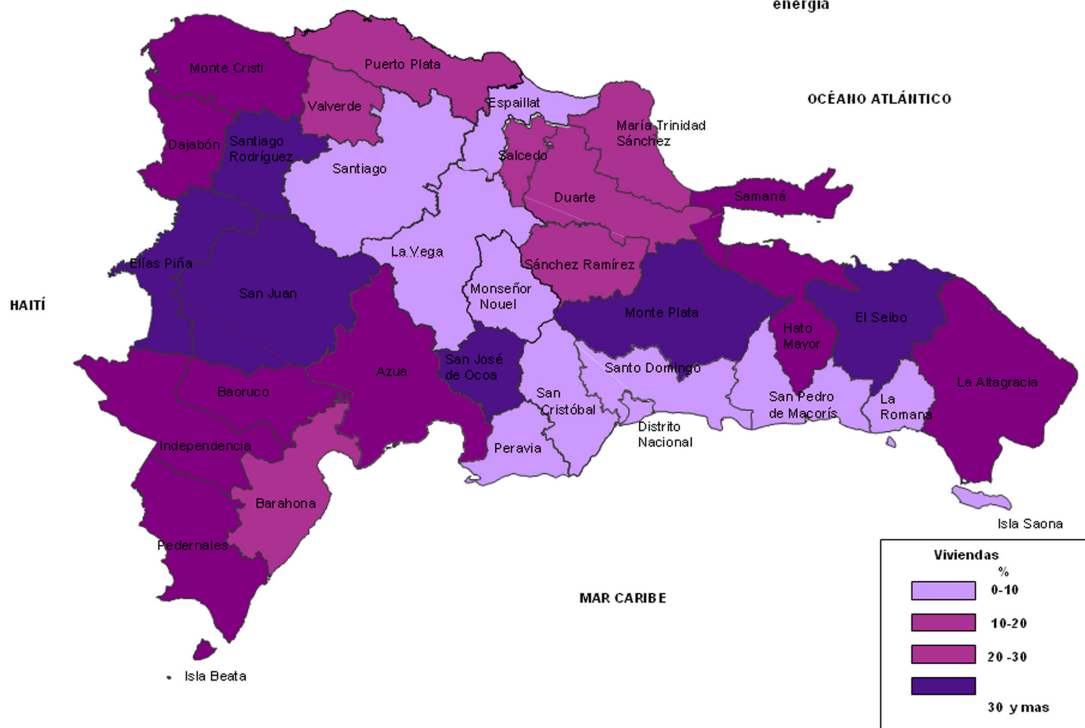 energía
Monte Cristi
Puerto Plata
Valverde
Espaillat
OCÉANO ATLÁNTICO
María Trinidad
Sánchez
Dajabón
Santiago
Rodríguez
Santiago
Salcedo
Duarte
Samaná
La Vega
Elías Piña
Sánchez Ramírez
San Juan
Monseñor
Nouel
HAITÍ
Monte Plata
El Seibo
Hato
Mayor
San José
de Ocoa
Azua
Santo Domingo
La Altagracia
Baoruco
San
Cristóbal
San Pedro
de Macorís
La
Romana
Distrito
Nacional
Independencia
Peravia
Barahona
Isla Saona
Pedernales
Viviendas
%
0-10
MAR CARIBE
10-20
20-30
Isla Beata
30 y mas